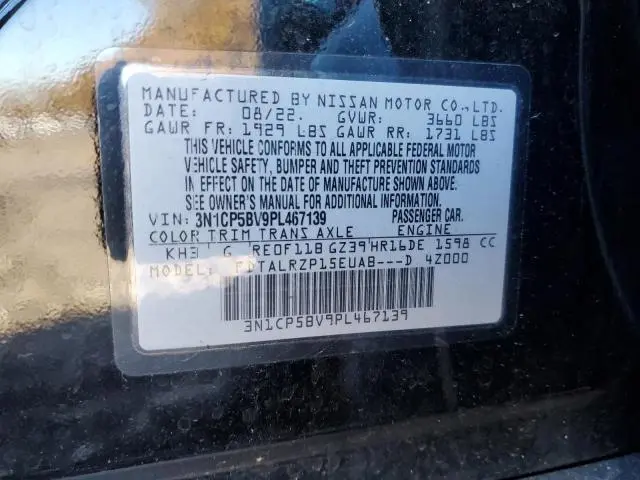 MANUFACTURED BY NISSAN MOTOR CO.,LTD.
DATE: 08/22. GVWR: 3660 LBS
GAWR FR: 1929 LBS GAWR RR: 1731 LBS
THIS VEHICLE CONFORMS TO ALL APPLICABLE FEDERAL MOTOR
VEHICLE SAFETY, BUMPER AND THEFT PREVENTION STANDARDS
IN EFFECT ON THE DATE OF MANUFACTURE SHOWN ABOVE.
SEE OWNER'S MANUAL FOR ADDITIONAL INFORMATION
VIN: 3N1CP5BV9PL467139 PASSENGER CAR.
COLOR TRIM TRANS AXLE ENGINE
KH3 G RE0F11B GZ39 HR16DE 1598 CC
MODEL: FDTALRZP15EUAB---D 4Z000
3N1CP5BV9PL467139